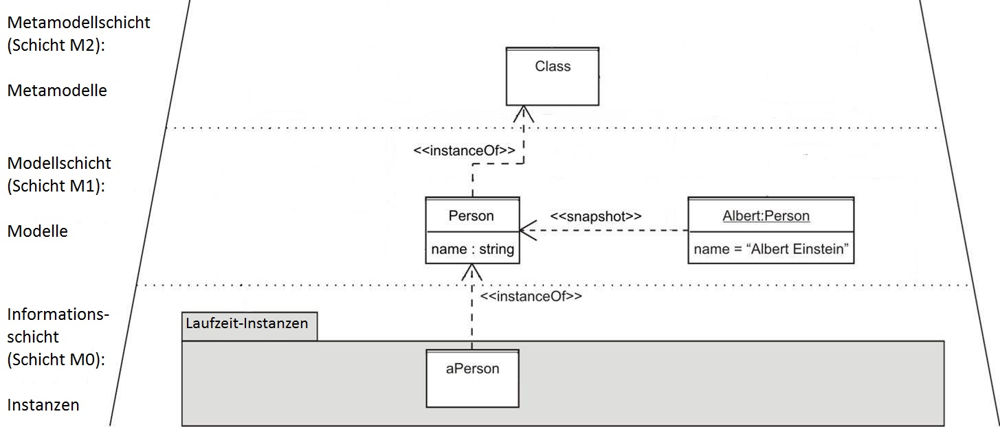 Metamodellschicht
(Schicht M2):
Metamodelle
Class
<<instanceOf>>
Modellschicht
(Schicht M1):
Modelle
Person
name : string
<<snapshot>>
Albert:Person
name = “Albert Einstein”
<<instanceOf>>
Informations-
schicht
(Schicht M0):
Instanzen
Laufzeit-Instanzen
aPerson